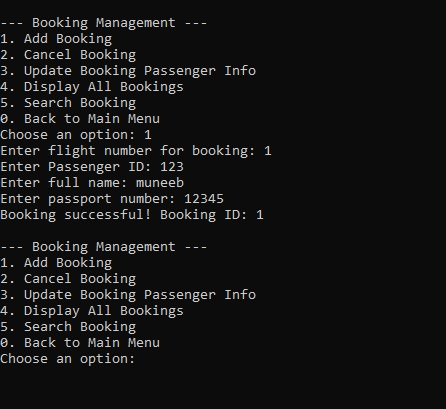 --- Booking Management ---
1. Add Booking
2. Cancel Booking
3. Update Booking Passenger Info
4. Display All Bookings
5. Search Booking
0. Back to Main Menu
Choose an option: 1
Enter flight number for booking: 1
Enter Passenger ID: 123
Enter full name: muneeb
Enter passport number: 12345
Booking successful! Booking ID: 1
--- Booking Management ---
1. Add Booking
2. Cancel Booking
3. Update Booking Passenger Info
4. Display All Bookings
5. Search Booking
0. Back to Main Menu
Choose an option: